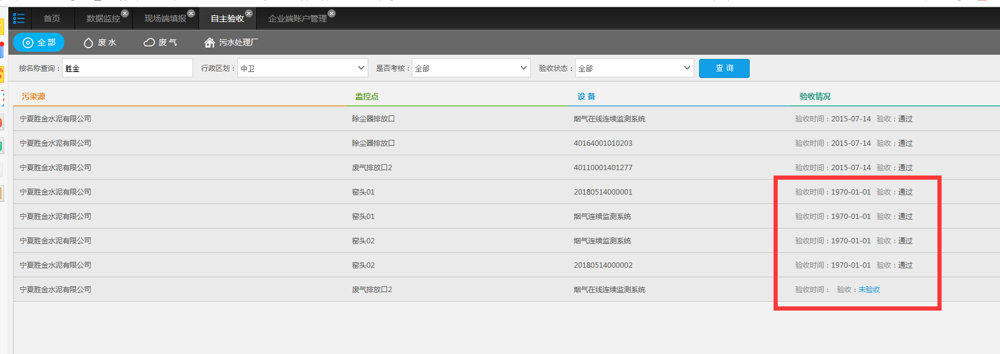 首页 数据监控 现场端填报 自主验收 企业端账户管理
全 部 废 水 废 气 污水处理厂
按名称查询： 胜金 行政区划： 中卫 是否考核： 全部 验收状态： 全部 查 询
污染源 监控点 设 备 验收情况
宁夏胜金水泥有限公司 除尘器排放口 烟气在线连续监测系统 验收时间：2015-07-14 验收：通过
宁夏胜金水泥有限公司 除尘器排放口 40164001010203 验收时间：2015-07-14 验收：通过
宁夏胜金水泥有限公司 废气排放口2 40110001401277 验收时间：2015-07-14 验收：通过
宁夏胜金水泥有限公司 窑头01 20180514000001 验收时间：1970-01-01 验收：通过
宁夏胜金水泥有限公司 窑头01 烟气连续监测系统 验收时间：1970-01-01 验收：通过
宁夏胜金水泥有限公司 窑头02 烟气连续监测系统 验收时间：1970-01-01 验收：通过
宁夏胜金水泥有限公司 窑头02 20180514000002 验收时间：1970-01-01 验收：通过
宁夏胜金水泥有限公司 废气排放口2 烟气在线连续监测系统 验收时间： 验收：未验收